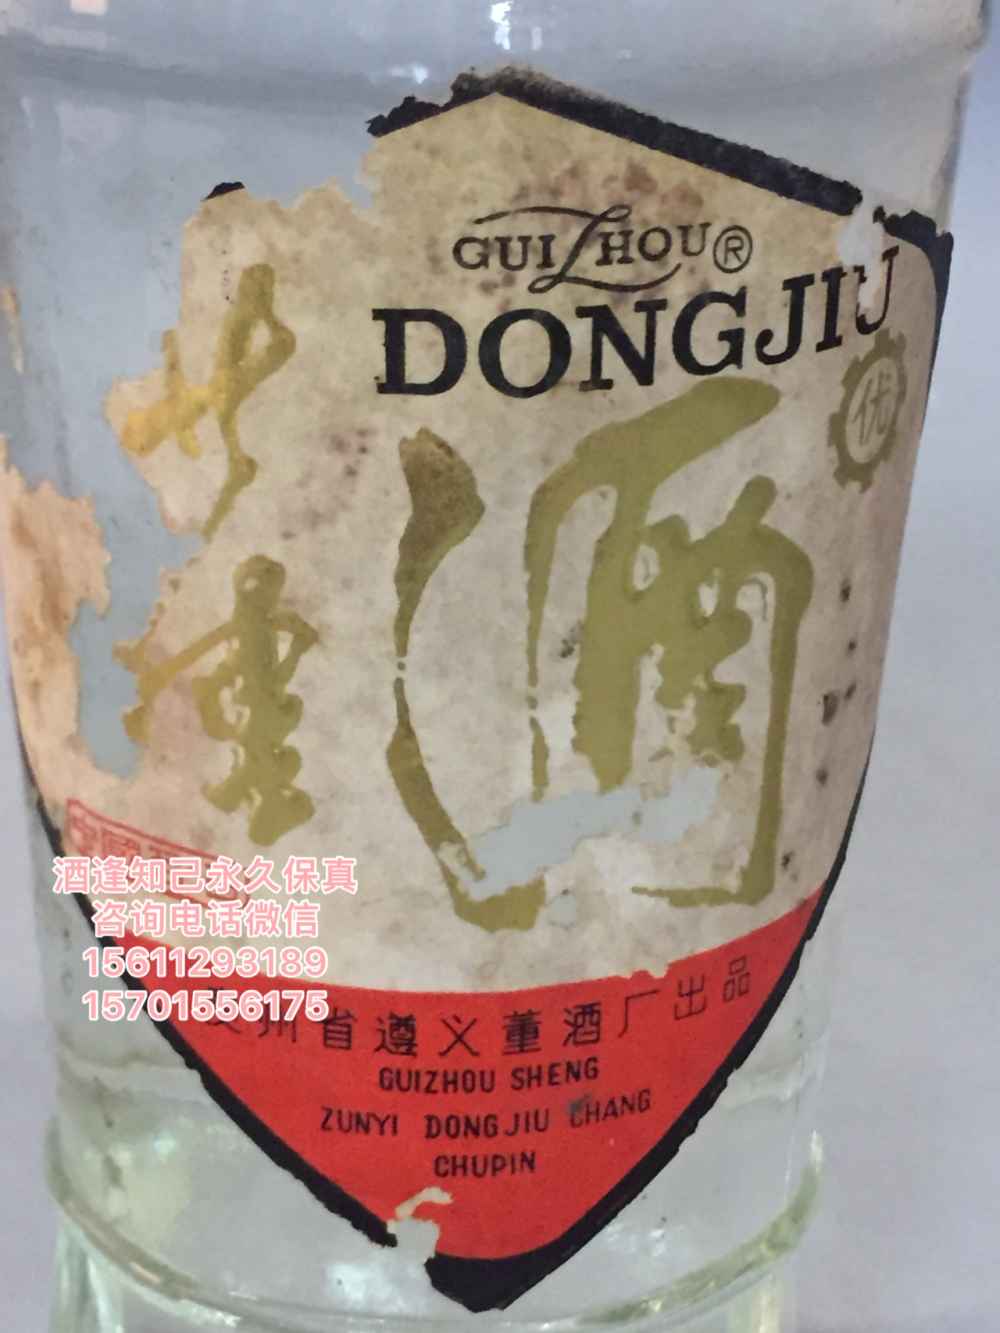 GUIZHOU®
DONGJIU
优
董酒
酒逢知己永久保真
咨询电话微信
15611293189
15701556175
州省遵义董酒厂出品
GUIZHOU SHENG
ZUNYI DONGJIU CHANG
CHUPIN